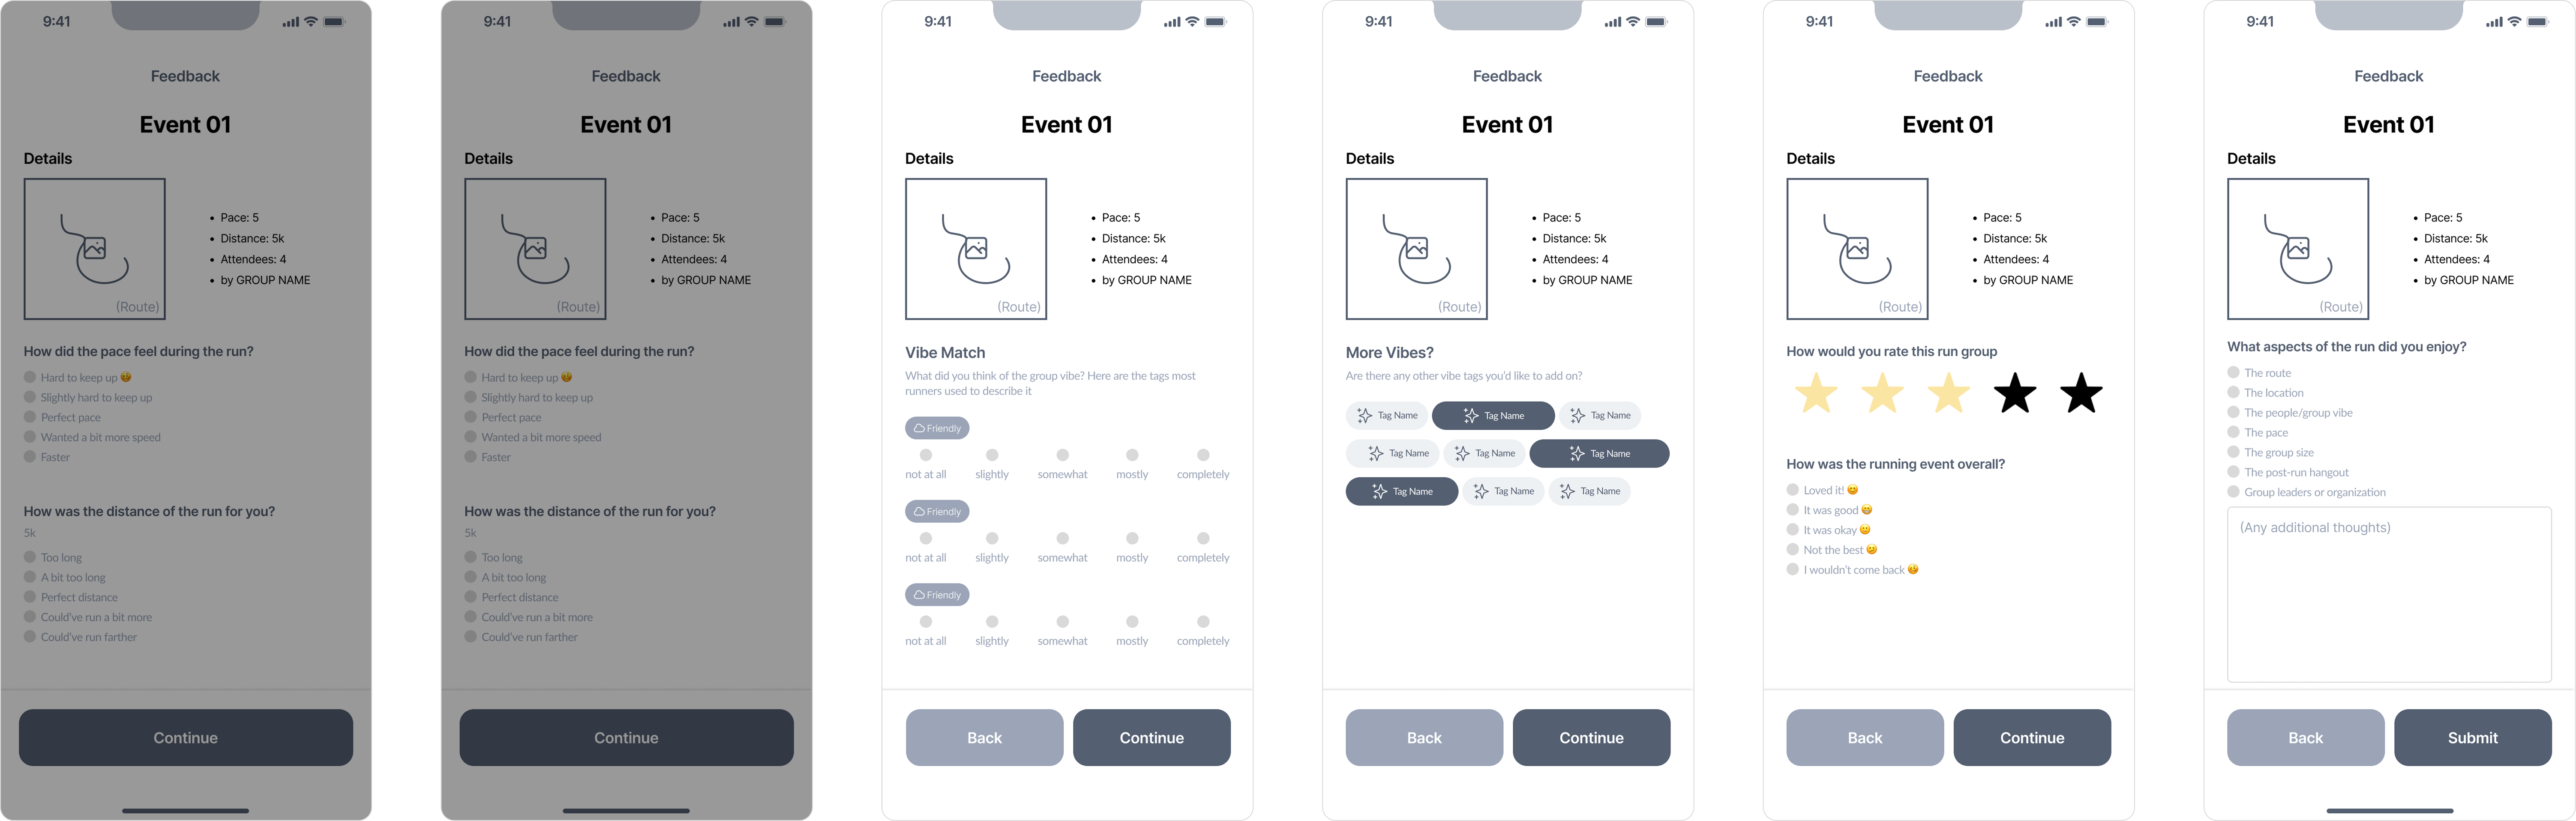 9:41
Feedback
Event 01
Details
(Route)
Pace: 5
Distance: 5k
Attendees: 4
by GROUP NAME
How did the pace feel during the run?
Hard to keep up
Slightly hard to keep up
Perfect pace
Wanted a bit more speed
Faster
How was the distance of the run for you?
5k
Too long
A bit too long
Perfect distance
Could've run a bit more
Could've run farther
Continue
9:41
Feedback
Event 01
Details
(Route)
Pace: 5
Distance: 5k
Attendees: 4
by GROUP NAME
How did the pace feel during the run?
Hard to keep up
Slightly hard to keep up
Perfect pace
Wanted a bit more speed
Faster
How was the distance of the run for you?
5k
Too long
A bit too long
Perfect distance
Could've run a bit more
Could've run farther
Continue
9:41
Feedback
Event 01
Details
(Route)
Pace: 5
Distance: 5k
Attendees: 4
by GROUP NAME
Vibe Match
What did you think of the group vibe? Here are the tags most
runners used to describe it
Friendly
not at all slightly somewhat mostly completely
Friendly
not at all slightly somewhat mostly completely
Friendly
not at all slightly somewhat mostly completely
Back Continue
9:41
Feedback
Event 01
Details
(Route)
Pace: 5
Distance: 5k
Attendees: 4
by GROUP NAME
More Vibes?
Are there any other vibe tags you'd like to add on?
Tag Name Tag Name Tag Name
Tag Name Tag Name Tag Name
Tag Name Tag Name Tag Name
Back Continue
9:41
Feedback
Event 01
Details
(Route)
Pace: 5
Distance: 5k
Attendees: 4
by GROUP NAME
How would you rate this run group
How was the running event overall?
Loved it! 😊
It was good 😄
It was okay 🙂
Not the best 🫤
I wouldn't come back
Back Continue
9:41
Feedback
Event 01
Details
(Route)
Pace: 5
Distance: 5k
Attendees: 4
by GROUP NAME
What aspects of the run did you enjoy?
The route
The location
The people/group vibe
The pace
The group size
The post-run hangout
Group leaders or organization
(Any additional thoughts)
Back Submit